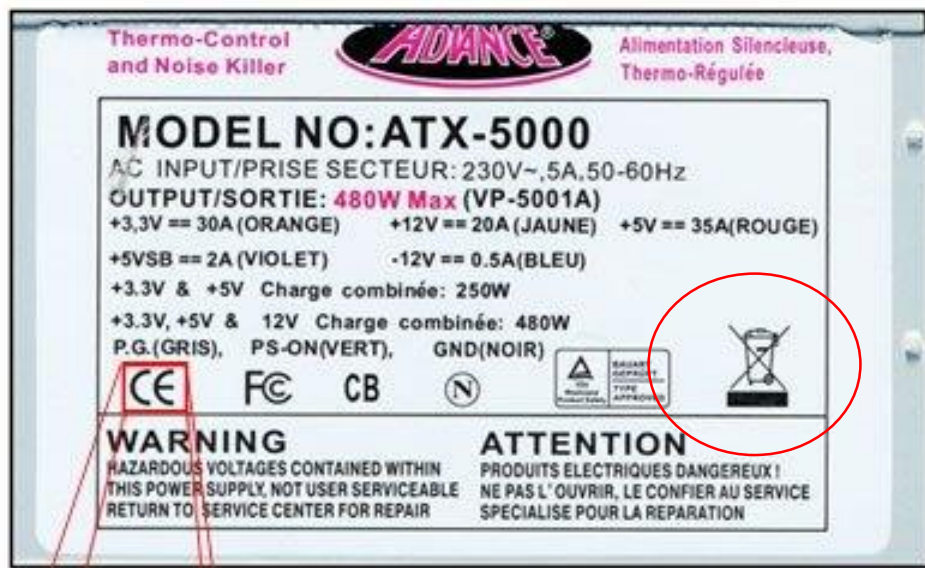 Thermo-Control
and Noise Killer
ADVANCE®
Alimentation Silencieuse,
Thermo-Régulée
MODEL NO:ATX-5000
AC INPUT/PRISE SECTEUR: 230V~,5A,50-60Hz
OUTPUT/SORTIE: 480W Max (VP-5001A)
+3,3V == 30A (ORANGE) +12V == 20A (JAUNE) +5V == 35A(ROUGE)
+5VSB == 2A (VIOLET) -12V == 0.5A(BLEU)
+3.3V & +5V Charge combinée: 250W
+3.3V, +5V & 12V Charge combinée: 480W
P.G.(GRIS), PS-ON(VERT), GND(NOIR)
CE FC CB N
BAUART
GEPRÜFT
TYPE
APPROVED
WARNING
HAZARDOUS VOLTAGES CONTAINED WITHIN
THIS POWER SUPPLY, NOT USER SERVICEABLE
RETURN TO SERVICE CENTER FOR REPAIR
ATTENTION
PRODUITS ELECTRIQUES DANGEREUX !
NE PAS L'OUVRIR, LE CONFIER AU SERVICE
SPECIALISE POUR LA REPARATION